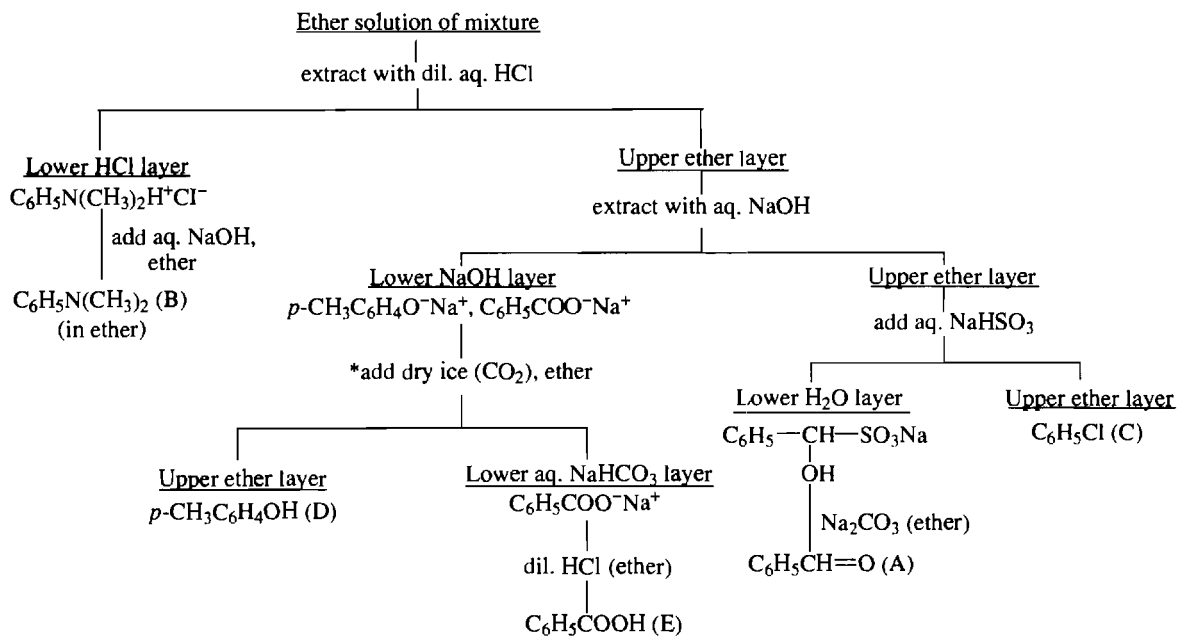 Ether solution of mixture
extract with dil. aq. HCl
Lower HCl layer
C₆H₅N(CH₃)₂H⁺Cl⁻
add aq. NaOH,
ether
C₆H₅N(CH₃)₂ (B)
(in ether)
Upper ether layer
extract with aq. NaOH
Lower NaOH layer
p-CH₃C₆H₄O⁻Na⁺, C₆H₅COO⁻Na⁺
*add dry ice (CO₂), ether
Upper ether layer
p-CH₃C₆H₄OH (D)
Lower aq. NaHCO₃ layer
C₆H₅COO⁻Na⁺
dil. HCl (ether)
C₆H₅COOH (E)
Upper ether layer
add aq. NaHSO₃
Lower H₂O layer
C₆H₅—CH—SO₃Na
OH
Na₂CO₃ (ether)
C₆H₅CH=O (A)
Upper ether layer
C₆H₅Cl (C)